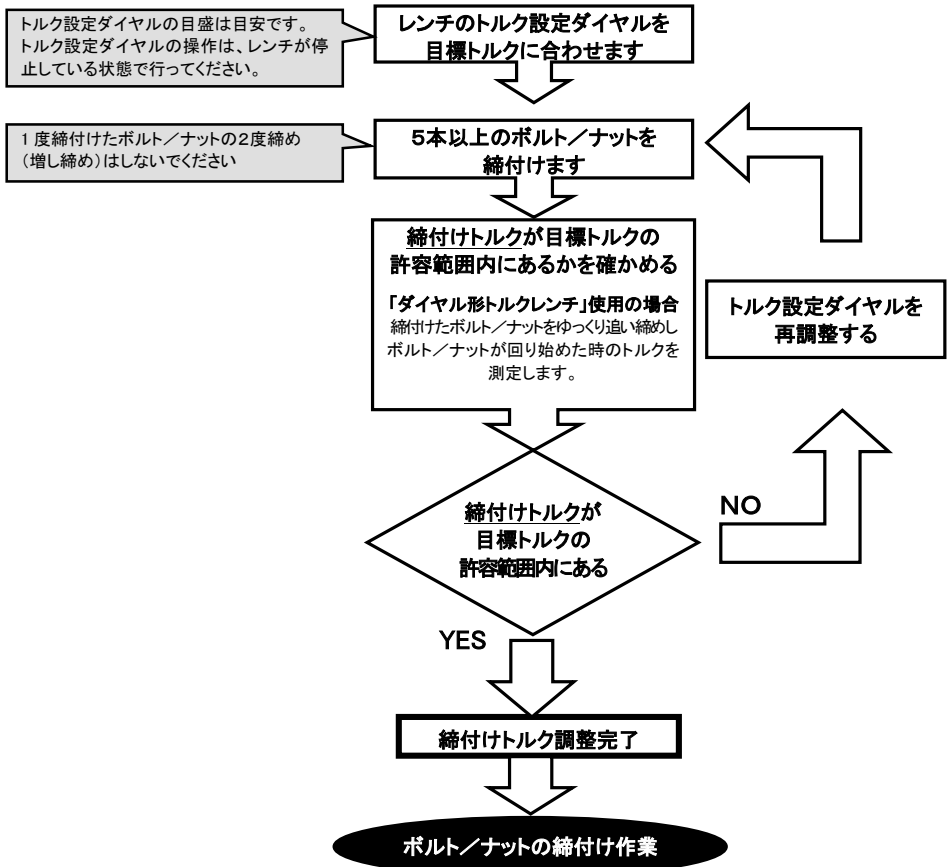 トルク設定ダイヤルの目盛は目安です。
トルク設定ダイヤルの操作は、レンチが停
止している状態で行ってください。
レンチのトルク設定ダイヤルを
目標トルクに合わせます
1度締付けたボルト／ナットの2度締め
（増し締め）はしないでください
5本以上のボルト／ナットを
締付けます
締付けトルクが目標トルクの
許容範囲内にあるかを確かめる
「ダイヤル形トルクレンチ」使用の場合
締付けたボルト／ナットをゆっくり追い締めし
ボルト／ナットが回り始めた時のトルクを
測定します。
トルク設定ダイヤルを
再調整する
締付けトルクが
目標トルクの
許容範囲内にある
NO
YES
締付けトルク調整完了
ボルト／ナットの締付け作業